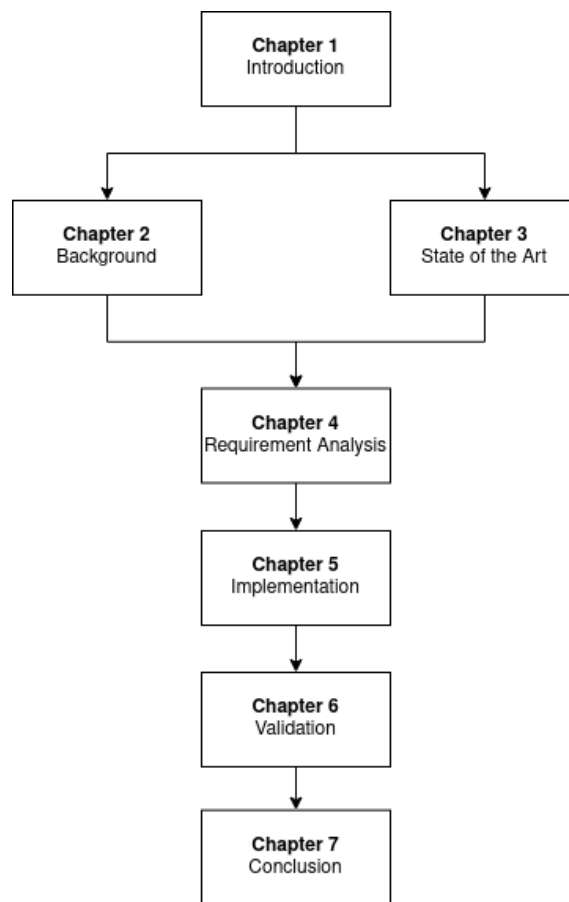 Chapter 1
Introduction
Chapter 2
Background
Chapter 3
State of the Art
Chapter 4
Requirement Analysis
Chapter 5
Implementation
Chapter 6
Validation
Chapter 7
Conclusion